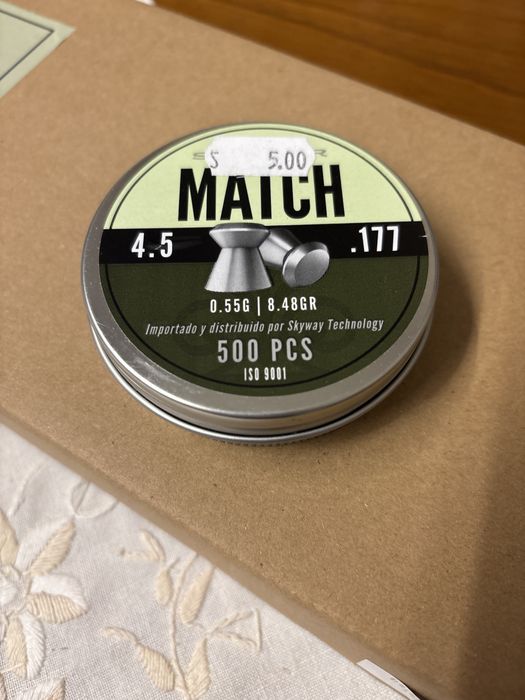 S 5.00
MATCH
4.5 .177
0.55G | 8.48GR
Importado y distribuido por Skyway Technology
500 PCS
ISO 9001